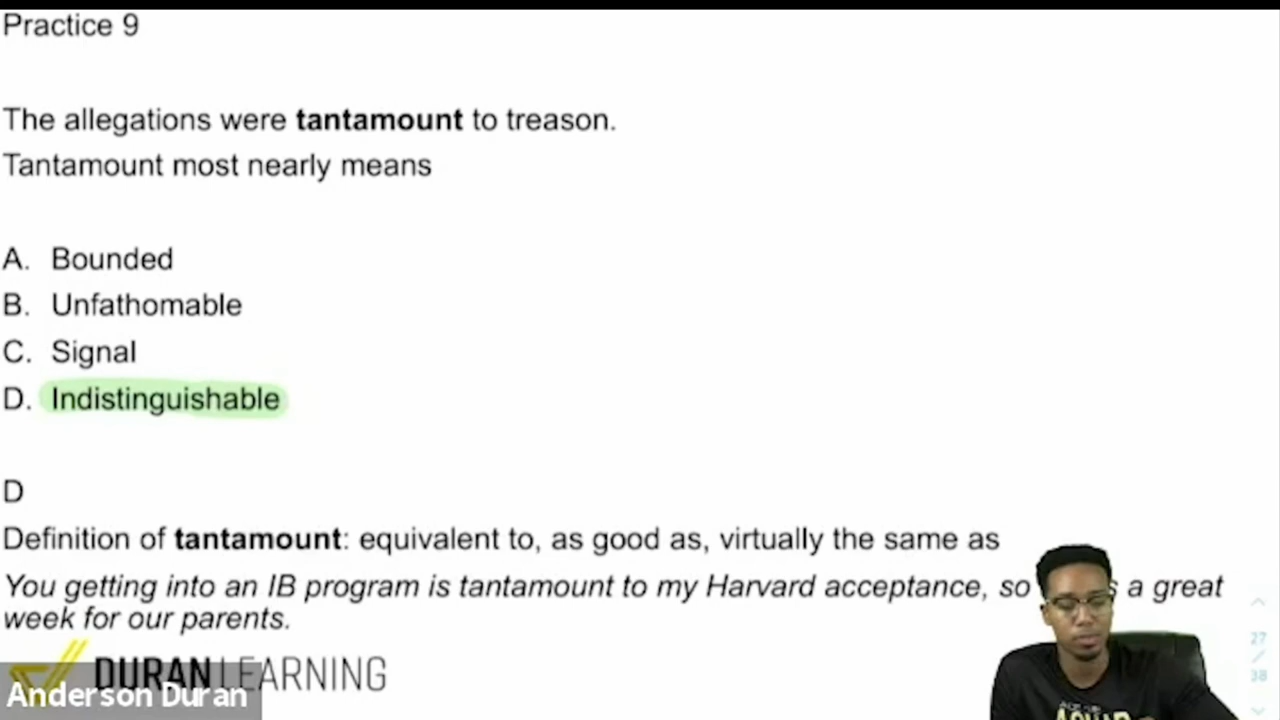 Practice 9
The allegations were tantamount to treason.
Tantamount most nearly means
A. Bounded
B. Unfathomable
C. Signal
D. Indistinguishable
D
Definition of tantamount: equivalent to, as good as, virtually the same as
You getting into an IB program is tantamount to my Harvard acceptance, so a great
week for our parents.
DURAN LEARNING
Anderson Duran
27
/
38